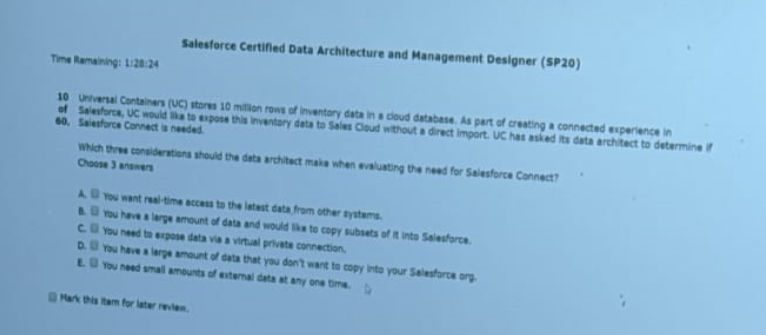 Salesforce Certified Data Architecture and Management Designer (SP20)
Time Remaining: 1:28:24
10 Universal Containers (UC) stores 10 million rows of inventory data in a cloud database. As part of creating a connected experience in
of Salesforce, UC would like to expose this inventory data to Sales Cloud without a direct import. UC has asked its data architect to determine if
60. Salesforce Connect is needed.
Which three considerations should the data architect make when evaluating the need for Salesforce Connect?
Choose 3 answers
A. You want real-time access to the latest data from other systems.
B. You have a large amount of data and would like to copy subsets of it into Salesforce.
C. You need to expose data via a virtual private connection.
D. You have a large amount of data that you don't want to copy into your Salesforce org.
E. You need small amounts of external data at any one time.
Mark this item for later review.